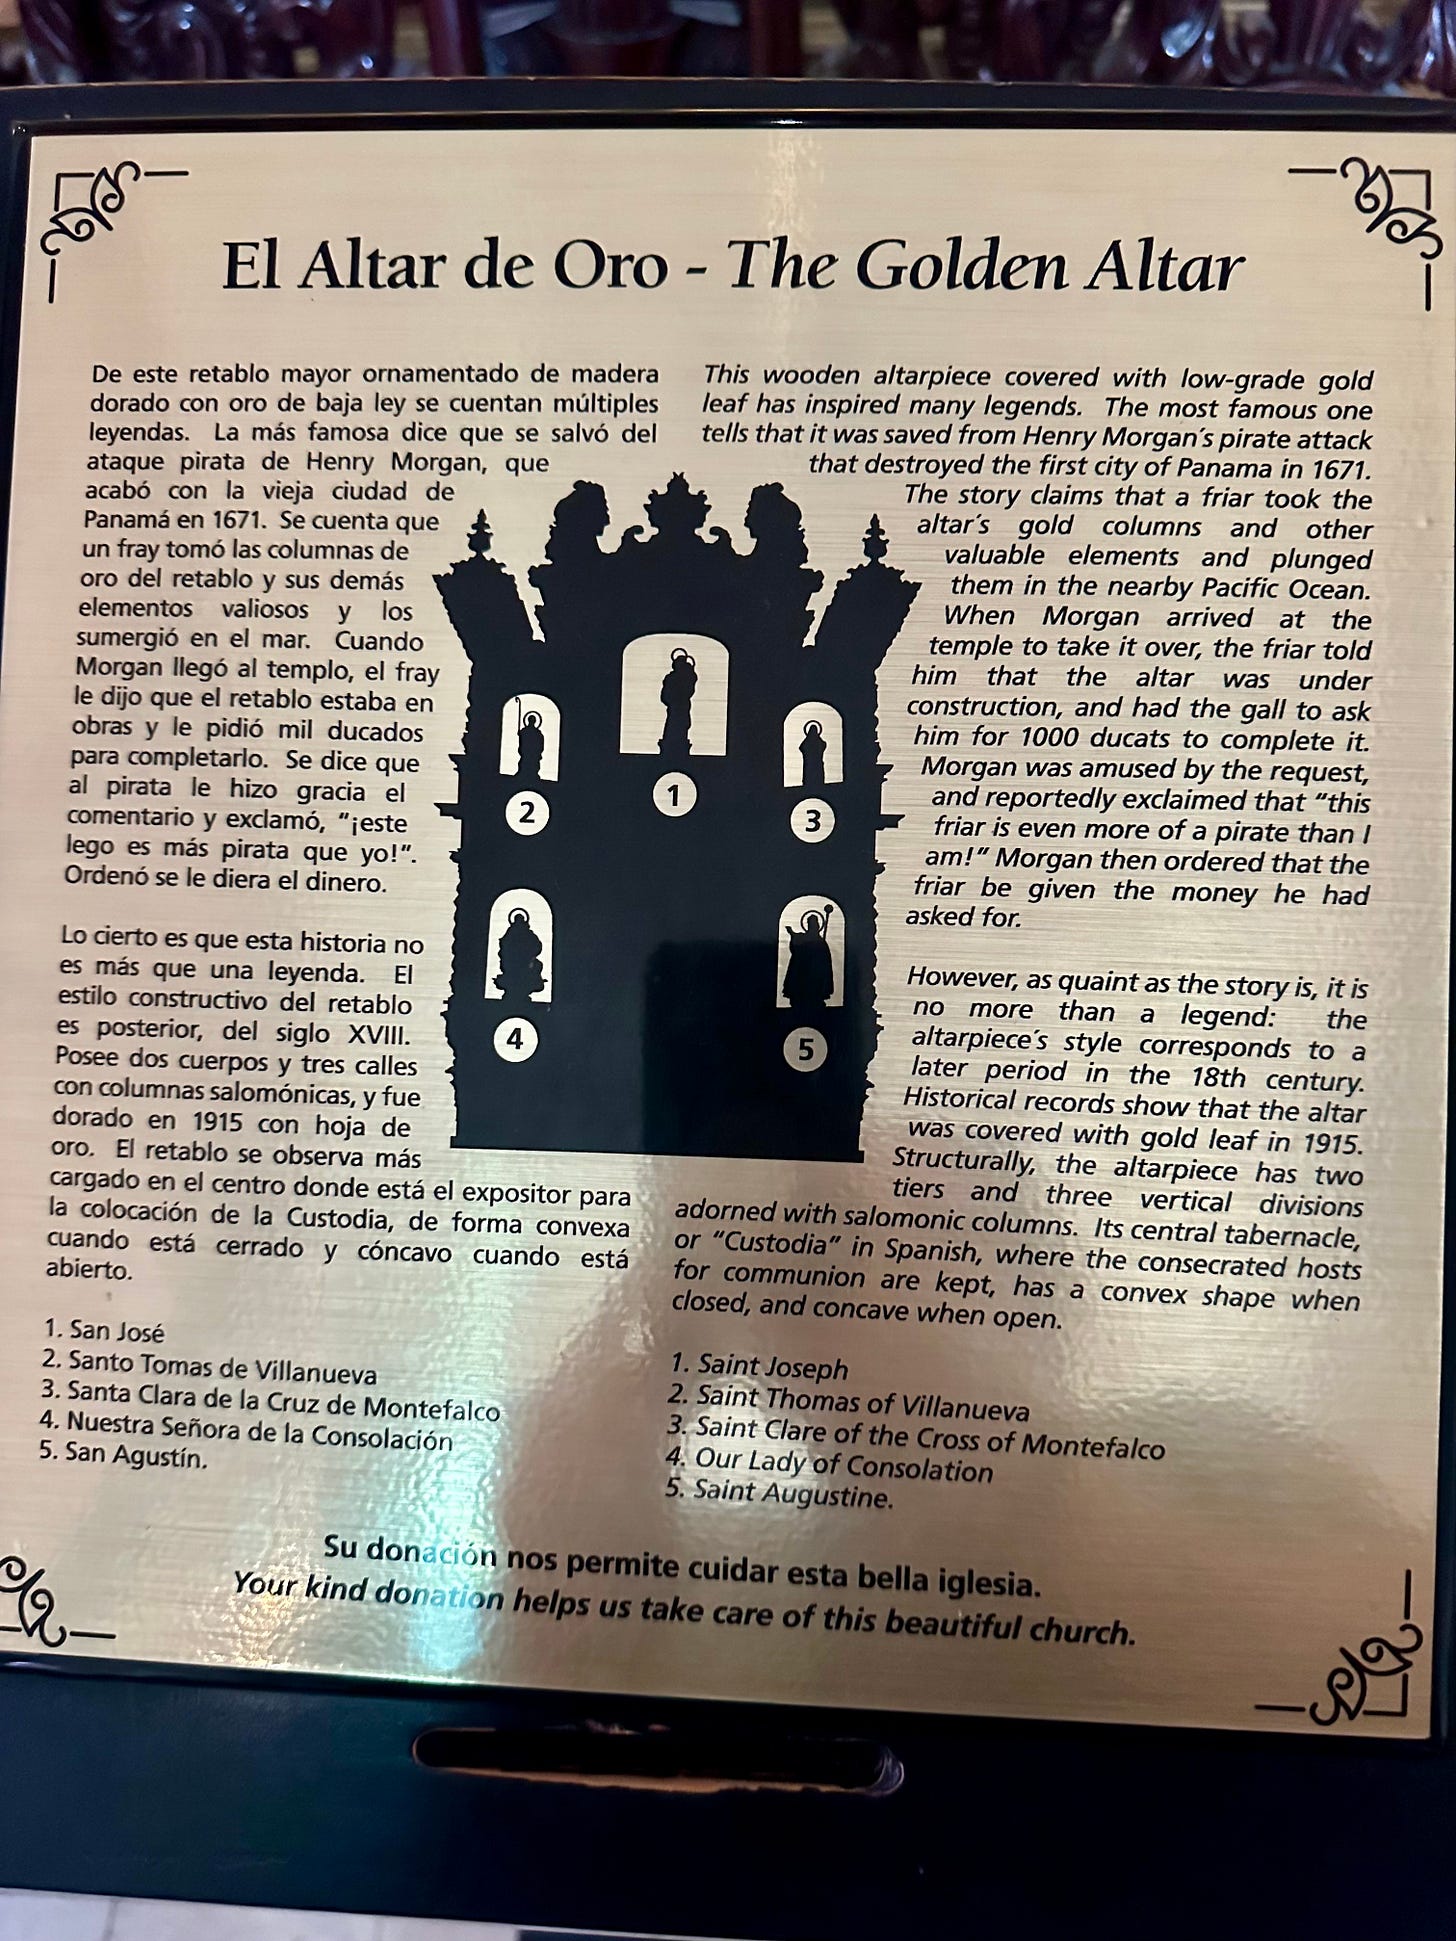 El Altar de Oro - The Golden Altar
De este retablo mayor ornamentado de madera
dorado con oro de baja ley se cuentan múltiples
leyendas. La más famosa dice que se salvó del
ataque pirata de Henry Morgan, que
acabó con la vieja ciudad de
Panamá en 1671. Se cuenta que
un fray tomó las columnas de
oro del retablo y sus demás
elementos valiosos y los
sumergió en el mar. Cuando
Morgan llegó al templo, el fray
le dijo que el retablo estaba en
obras y le pidió mil ducados
para completarlo. Se dice que
al pirata le hizo gracia el
comentario y exclamó, “¡este
lego es más pirata que yo!”.
Ordenó se le diera el dinero.
Lo cierto es que esta historia no
es más que una leyenda. El
estilo constructivo del retablo
es posterior, del siglo XVIII.
Posee dos cuerpos y tres calles
con columnas salomónicas, y fue
dorado en 1915 con hoja de
oro. El retablo se observa más
cargado en el centro donde está el expositor para
la colocación de la Custodia, de forma convexa
cuando está cerrado y cóncavo cuando está
abierto.
1. San José
2. Santo Tomas de Villanueva
3. Santa Clara de la Cruz de Montefalco
4. Nuestra Señora de la Consolación
5. San Agustín.
This wooden altarpiece covered with low-grade gold
leaf has inspired many legends. The most famous one
tells that it was saved from Henry Morgan´s pirate attack
that destroyed the first city of Panama in 1671.
The story claims that a friar took the
altar´s gold columns and other
valuable elements and plunged
them in the nearby Pacific Ocean.
When Morgan arrived at the
temple to take it over, the friar told
him that the altar was under
construction, and had the gall to ask
him for 1000 ducats to complete it.
Morgan was amused by the request,
and reportedly exclaimed that “this
friar is even more of a pirate than I
am!” Morgan then ordered that the
friar be given the money he had
asked for.
However, as quaint as the story is, it is
no more than a legend: the
altarpiece´s style corresponds to a
later period in the 18th century.
Historical records show that the altar
was covered with gold leaf in 1915.
Structurally, the altarpiece has two
tiers and three vertical divisions
adorned with salomonic columns. Its central tabernacle,
or “Custodia” in Spanish, where the consecrated hosts
for communion are kept, has a convex shape when
closed, and concave when open.
1. Saint Joseph
2. Saint Thomas of Villanueva
3. Saint Clare of the Cross of Montefalco
4. Our Lady of Consolation
5. Saint Augustine.
1
2
3
4
5
Su donación nos permite cuidar esta bella iglesia.
Your kind donation helps us take care of this beautiful church.